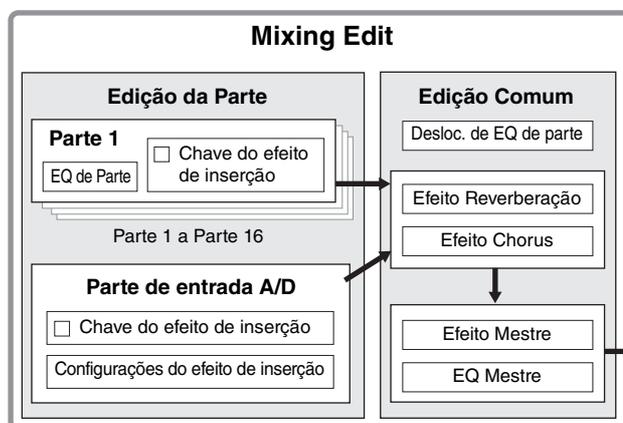 Mixing Edit
Edição da Parte
Parte 1
EQ de Parte
Chave do efeito
de inserção
Parte 1 a Parte 16
Parte de entrada A/D
Chave do efeito de inserção
Configurações do efeito de inserção
Edição Comum
Desloc. de EQ de parte
Efeito Reverberação
Efeito Chorus
Efeito Mestre
EQ Mestre